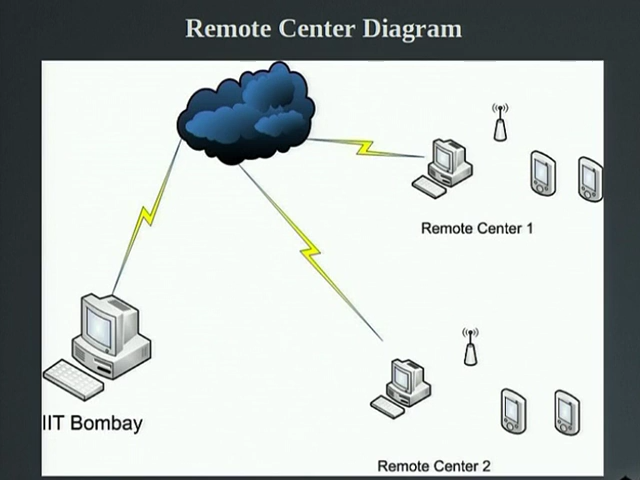 Remote Center Diagram
Remote Center 1
IIT Bombay
Remote Center 2